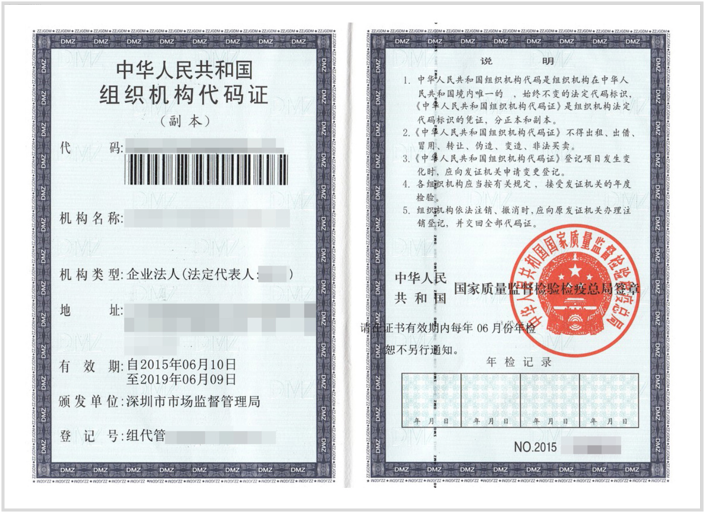 中华人民共和国
组织机构代码证
（副本）
代 码:
机构名称:
机构类型:企业法人(法定代表人: )
地 址:
有 效 期:自2015年06月10日
至2019年06月09日
颁发单位:深圳市市场监督管理局
登 记 号:组代管
说 明
1. 中华人民共和国组织机构代码是组织机构在中华人
民共和国境内唯一的 、始终不变的法定代码标识，
《中华人民共和国组织机构代码证》是组织机构法定
代码标识的凭证，分正本和副本。
2.《中华人民共和国组织机构代码证》不得出租、出借、
冒用、转让、伪造、变造、非法买卖。
3.《中华人民共和国组织机构代码证》登记项目发生变
化时，应向发证机关申请变更登记。
4. 各组织机构应当按有关规定，接受发证机关的年度
检验。
5. 组织机构依法注销、撤消时，应向原发证机关办理注
销登记，并交回全部代码证。
中华人民
共和国
国家质量监督检验检疫总局签章
中华人民共和国国家质量监督检验检疫总局
请在证书有效期内每年 06 月份年检
恕不另行通知。
年检记录
年 月 日
年 月 日
年 月 日
年 月 日
NO.2015